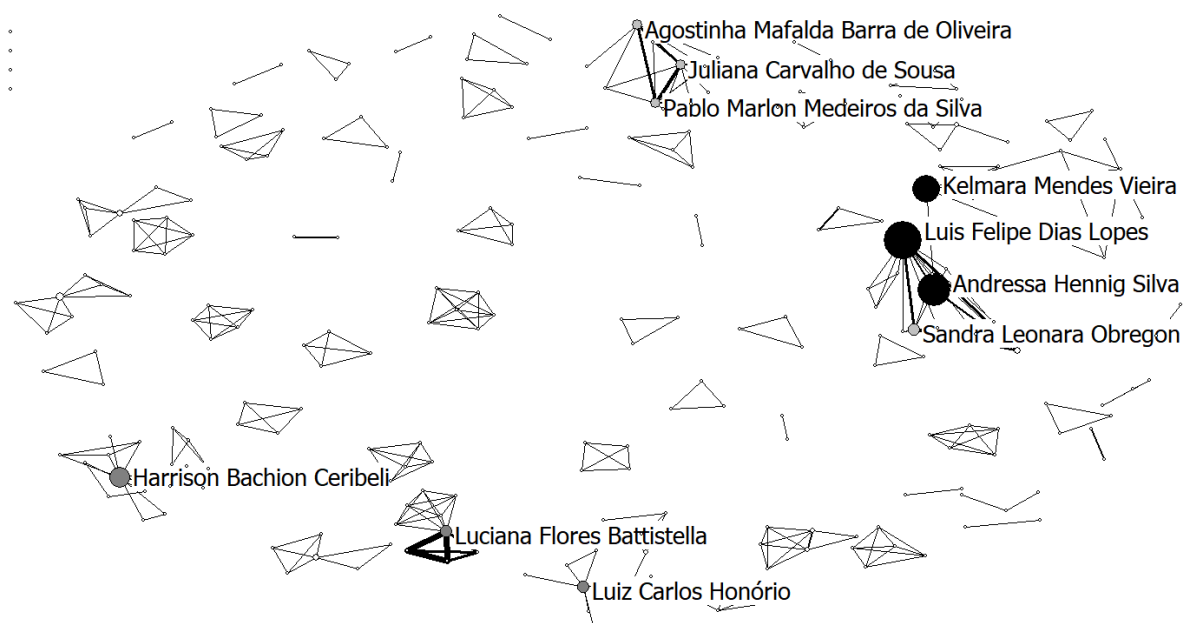 Agostinha Mafalda Barra de Oliveira
Juliana Carvalho de Sousa
Pablo Marlon Medeiros da Silva
Kelmara Mendes Vieira
Luis Felipe Dias Lopes
Andressa Hennig Silva
Sandra Leonara Obregon
Harrison Bachion Ceribeli
Luciana Flores Battistella
Luiz Carlos Honório